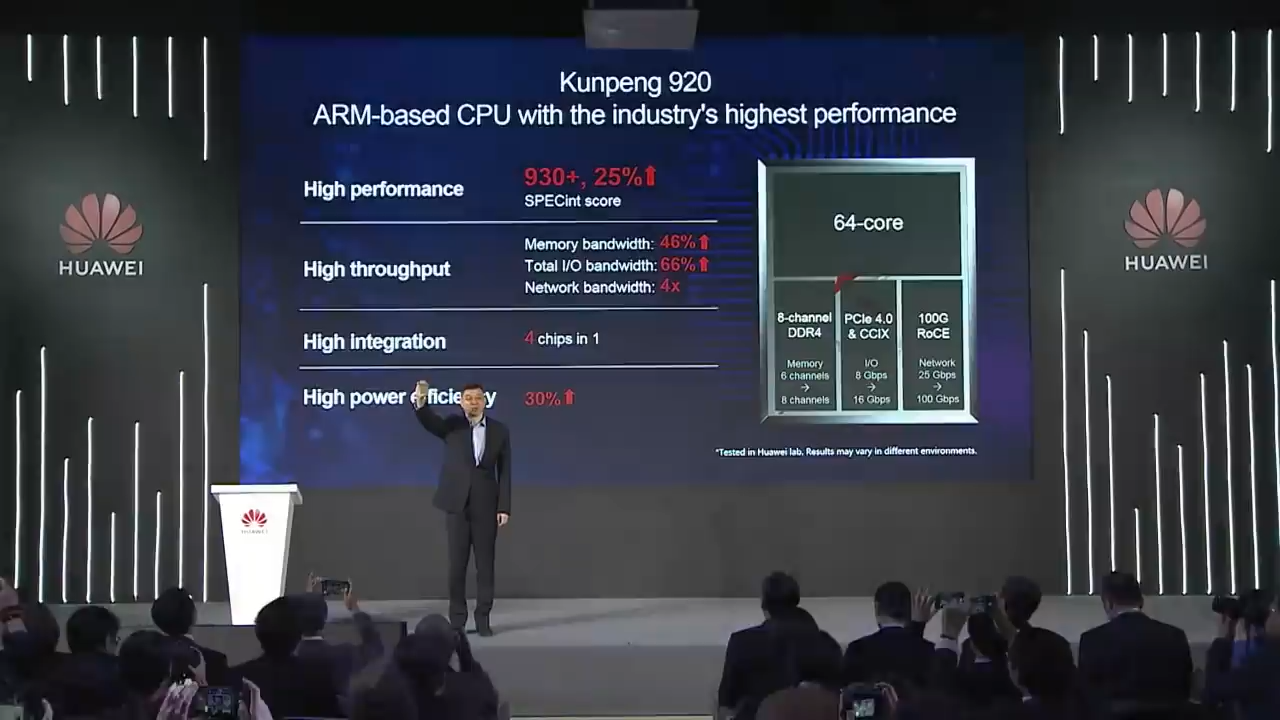 Kunpeng 920
ARM-based CPU with the industry's highest performance
High performance
930+, 25%⬆
SPECint score
High throughput
Memory bandwidth: 46%⬆
Total I/O bandwidth: 66%⬆
Network bandwidth: 4x
High integration
4 chips in 1
High power
30%⬆
64-core
8-channel
DDR4
Memory
6 channels
→
8 channels
PCIe 4.0
& CCIX
I/O
8 Gbps
→
16 Gbps
100G
RoCE
Network
25 Gbps
→
100 Gbps
*Tested in Huawei lab. Results may vary in different environments.
HUAWEI
HUAWEI
HUAWEI